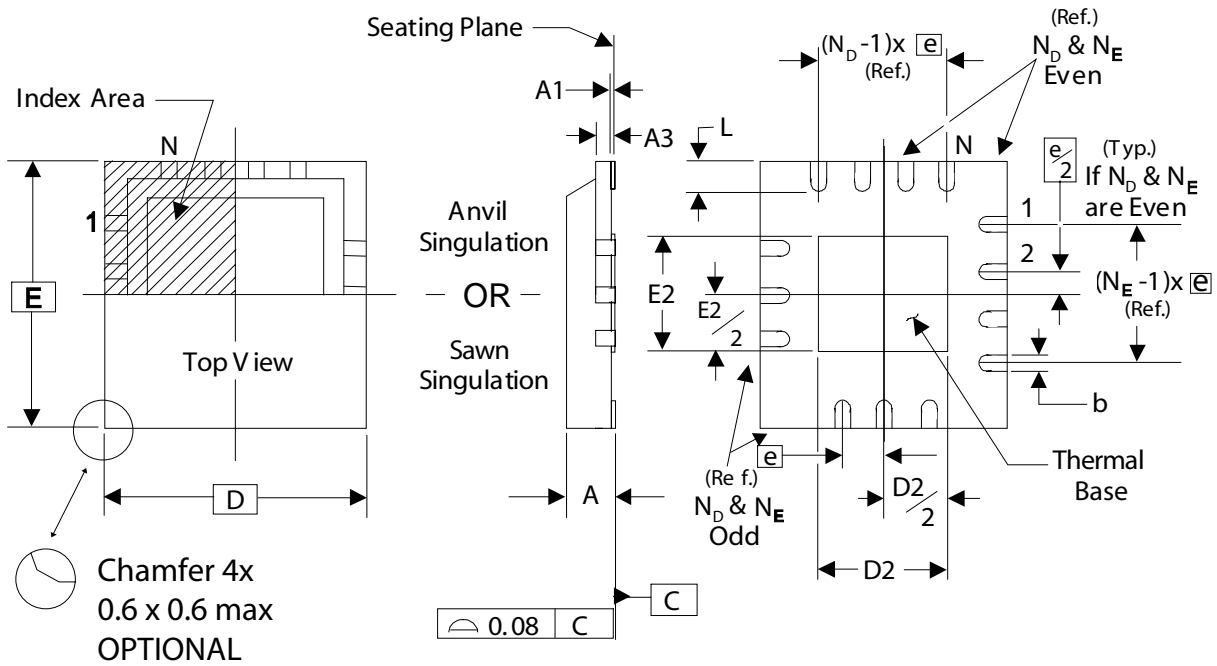 Seating Plane
(N_D -1)x e
(Ref.)
(Ref.)
N_D & N_E
Even
Index Area
A1
A3
L
N
N
e/2
(Typ.)
If N_D & N_E
are Even
1
1
2
Anvil
Singulation
OR
Sawn
Singulation
E
E2
E2/2
(N_E -1)x e
(Ref.)
Top View
b
Thermal
Base
e
(Ref.)
N_D & N_E
Odd
D2/2
D
A
D2
C
0.08 C
Chamfer 4x
0.6 x 0.6 max
OPTIONAL